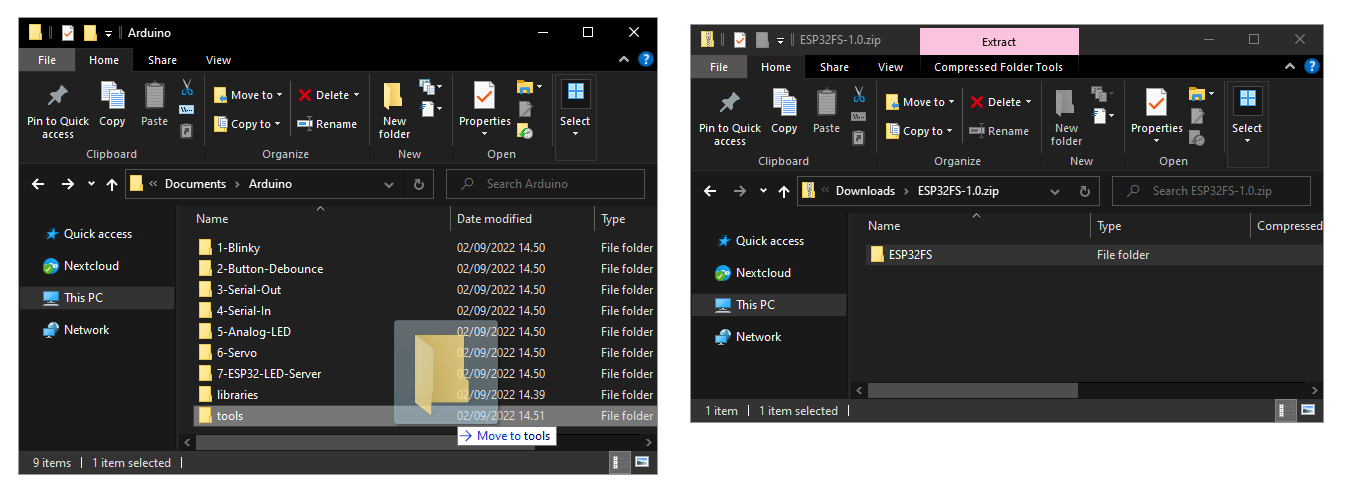 Arduino
File Home Share View
Pin to Quick access
Copy
Paste
Move to
Copy to
Delete
Rename
New folder
Properties
Select
Clipboard Organize New Open
« Documents › Arduino
Search Arduino
Quick access
Nextcloud
This PC
Network
Name Date modified Type
1-Blinky 02/09/2022 14.50 File folder
2-Button-Debounce 02/09/2022 14.50 File folder
3-Serial-Out 02/09/2022 14.50 File folder
4-Serial-In 02/09/2022 14.50 File folder
5-Analog-LED 02/09/2022 14.50 File folder
6-Servo 02/09/2022 14.50 File folder
7-ESP32-LED-Server 02/09/2022 14.50 File folder
libraries 02/09/2022 14.39 File folder
tools 02/09/2022 14.51 File folder
→ Move to tools
9 items 1 item selected
ESP32FS-1.0.zip
Extract
File Home Share View Compressed Folder Tools
Pin to Quick access
Copy
Paste
Move to
Copy to
Delete
Rename
New folder
Properties
Select
Clipboard Organize New Open
« Downloads › ESP32FS-1.0.zip
Search ESP32FS-1.0.zip
Quick access
Nextcloud
This PC
Network
Name Type Compressed
ESP32FS File folder
1 item 1 item selected